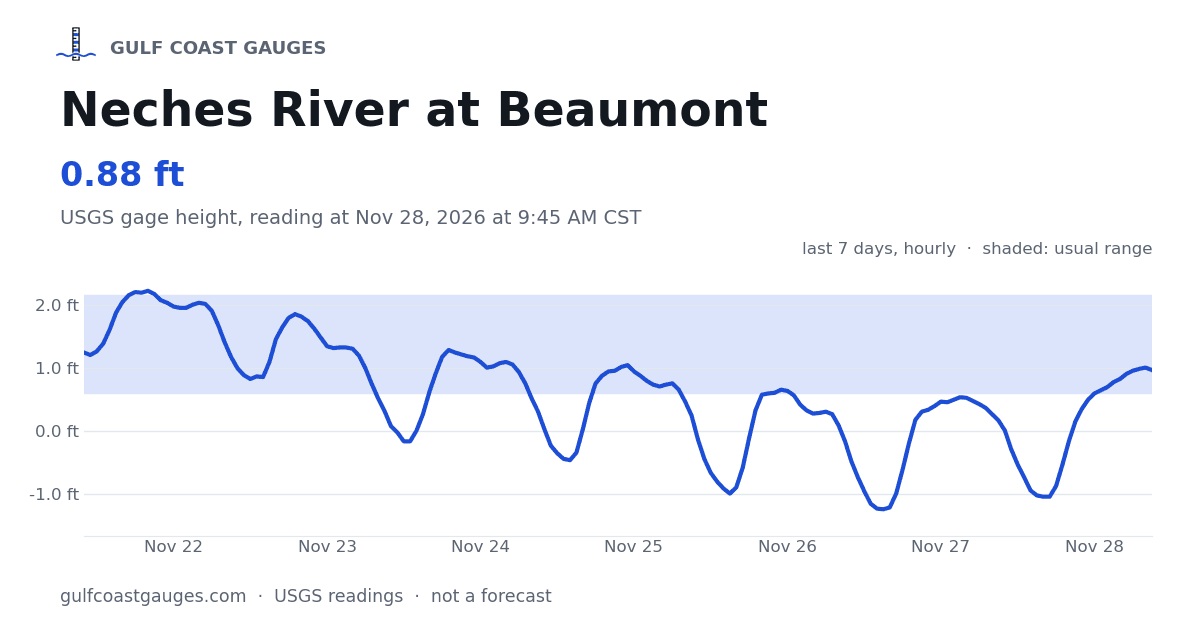 GULF COAST GAUGES
Neches River at Beaumont
0.88 ft
USGS gage height, reading at Nov 28, 2026 at 9:45 AM CST
last 7 days, hourly · shaded: usual range
2.0 ft
1.0 ft
0.0 ft
-1.0 ft
Nov 22 Nov 23 Nov 24 Nov 25 Nov 26 Nov 27 Nov 28
gulfcoastgauges.com · USGS readings · not a forecast